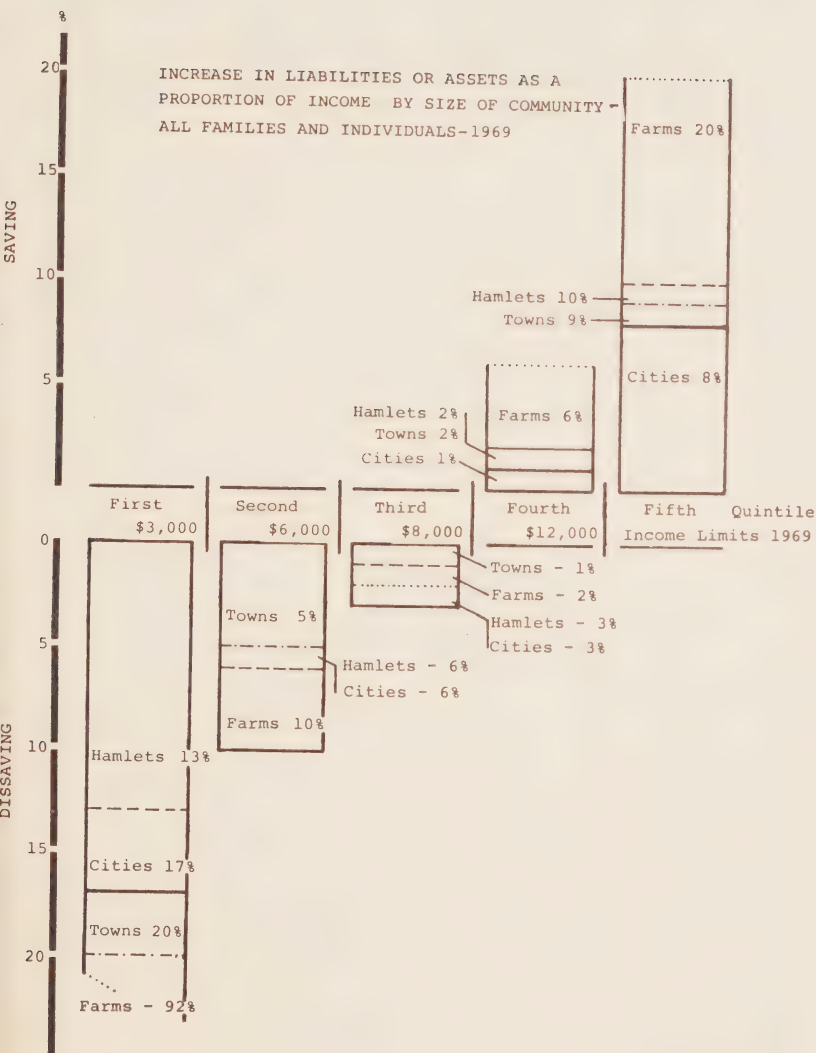 %
20
INCREASE IN LIABILITIES OR ASSETS AS A
PROPORTION OF INCOME BY SIZE OF COMMUNITY -
ALL FAMILIES AND INDIVIDUALS-1969
Farms 20%
15
SAVING
10
Hamlets 10%
Towns 9%
5
Cities 8%
Hamlets 2%
Towns 2%
Cities 1%
Farms 6%
First
$3,000
Second
$6,000
Third
$8,000
Fourth
$12,000
Fifth Quintile
Income Limits 1969
0
Towns - 1%
Farms - 2%
Hamlets - 3%
Cities - 3%
Towns 5%
5
Hamlets - 6%
Cities - 6%
Farms 10%
DISSAVING
10
Hamlets 13%
15
Cities 17%
Towns 20%
20
Farms - 92%